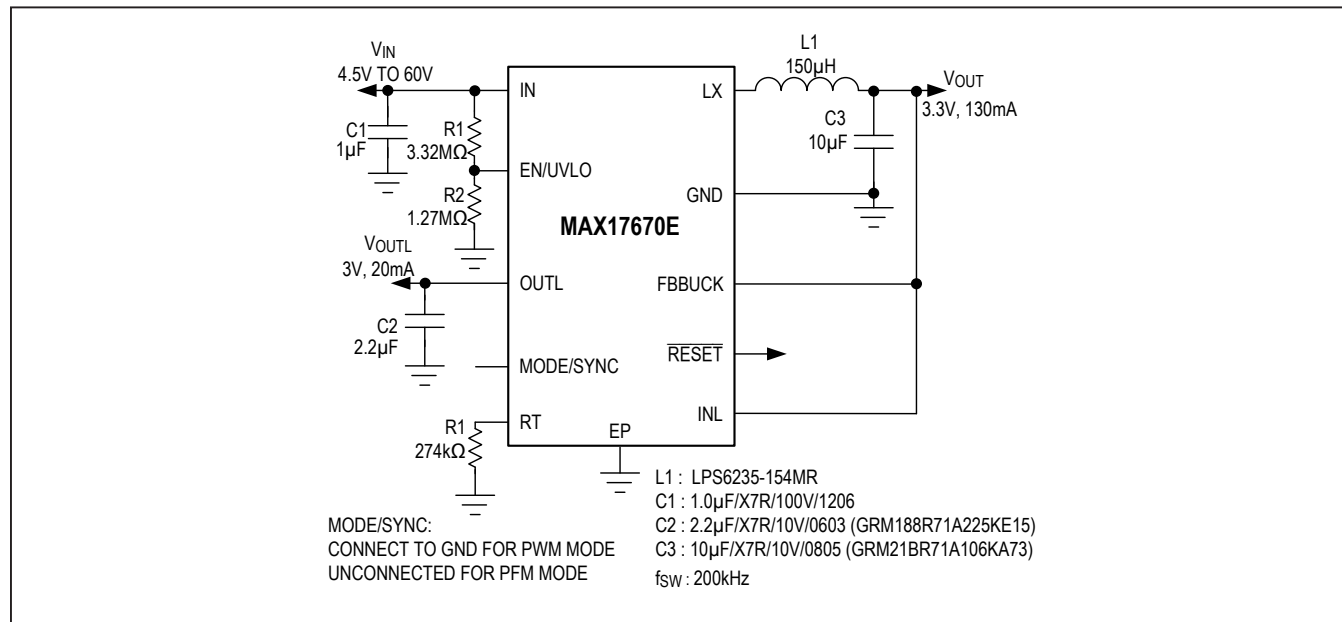 VIN
4.5V TO 60V
C1
1µF
R1
3.32MΩ
R2
1.27MΩ
VOUTL
3V, 20mA
C2
2.2µF
R1
274kΩ
IN
EN/UVLO
OUTL
MODE/SYNC
RT
EP
MAX17670E
LX
GND
FBBUCK
RESET
INL
L1
150µH
C3
10µF
VOUT
3.3V, 130mA
MODE/SYNC:
CONNECT TO GND FOR PWM MODE
UNCONNECTED FOR PFM MODE
L1 : LPS6235-154MR
C1 : 1.0µF/X7R/100V/1206
C2 : 2.2µF/X7R/10V/0603 (GRM188R71A225KE15)
C3 : 10µF/X7R/10V/0805 (GRM21BR71A106KA73)
fSW : 200kHz